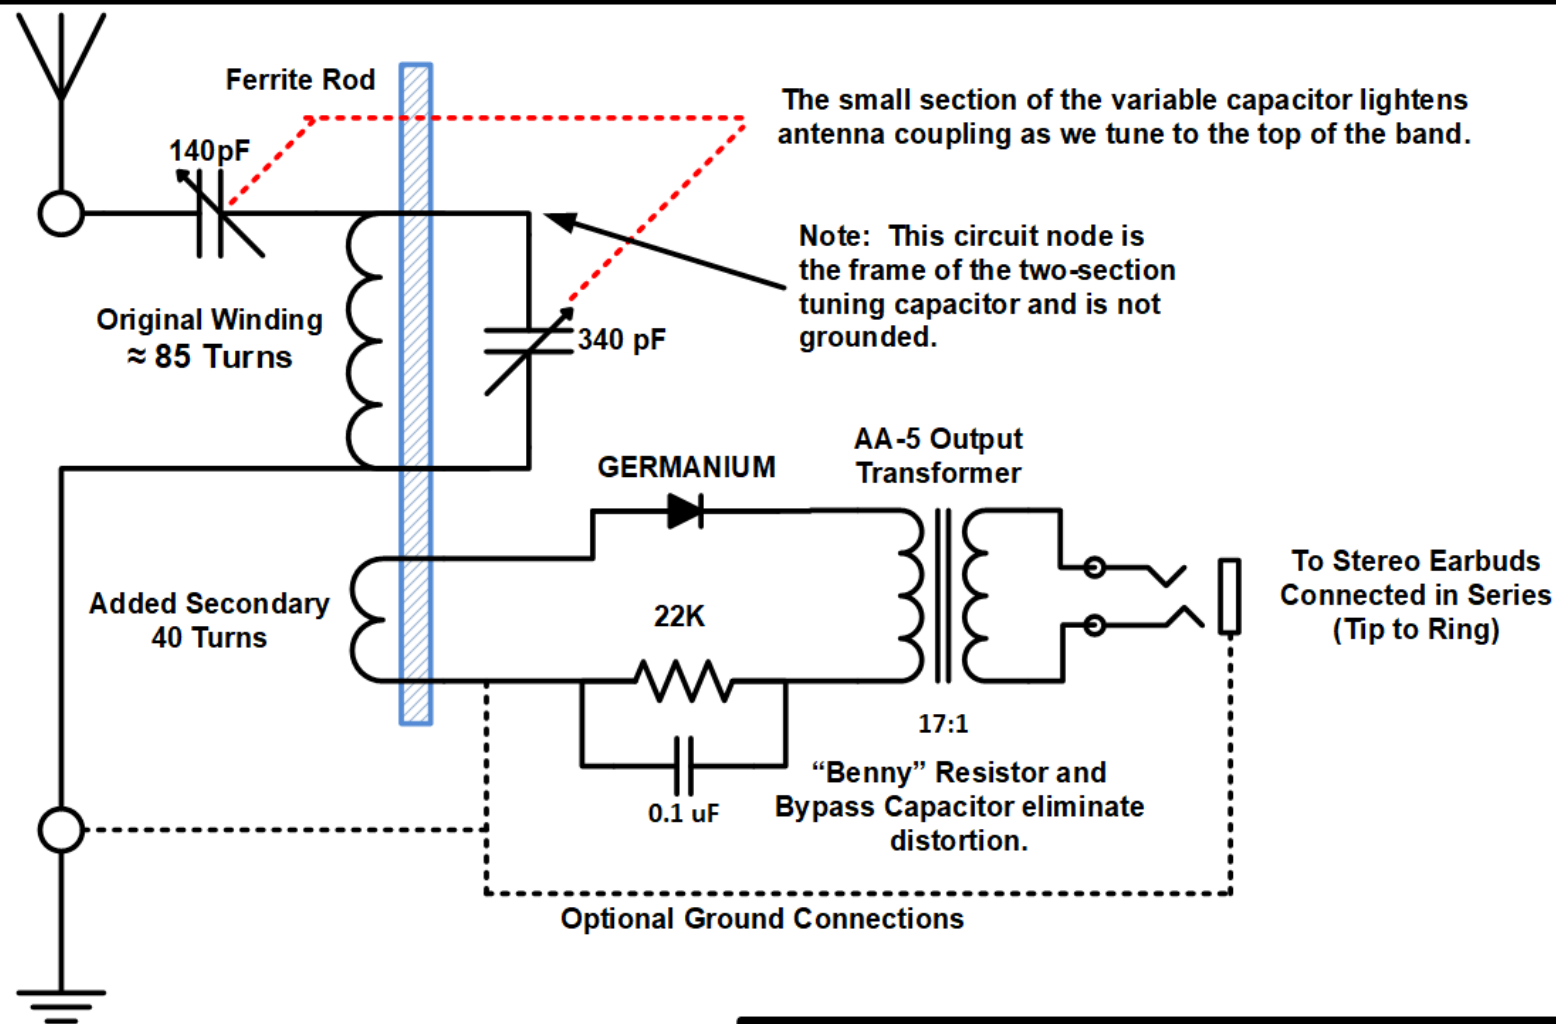 Ferrite Rod
The small section of the variable capacitor lightens
antenna coupling as we tune to the top of the band.
140pF
Note:  This circuit node is
the frame of the two-section
tuning capacitor and is not
grounded.
Original Winding
≈ 85 Turns
340 pF
AA-5 Output
Transformer
GERMANIUM
To Stereo Earbuds
Connected in Series
(Tip to Ring)
Added Secondary
40 Turns
22K
17:1
0.1 uF
“Benny” Resistor and
Bypass Capacitor eliminate
distortion.
Optional Ground Connections